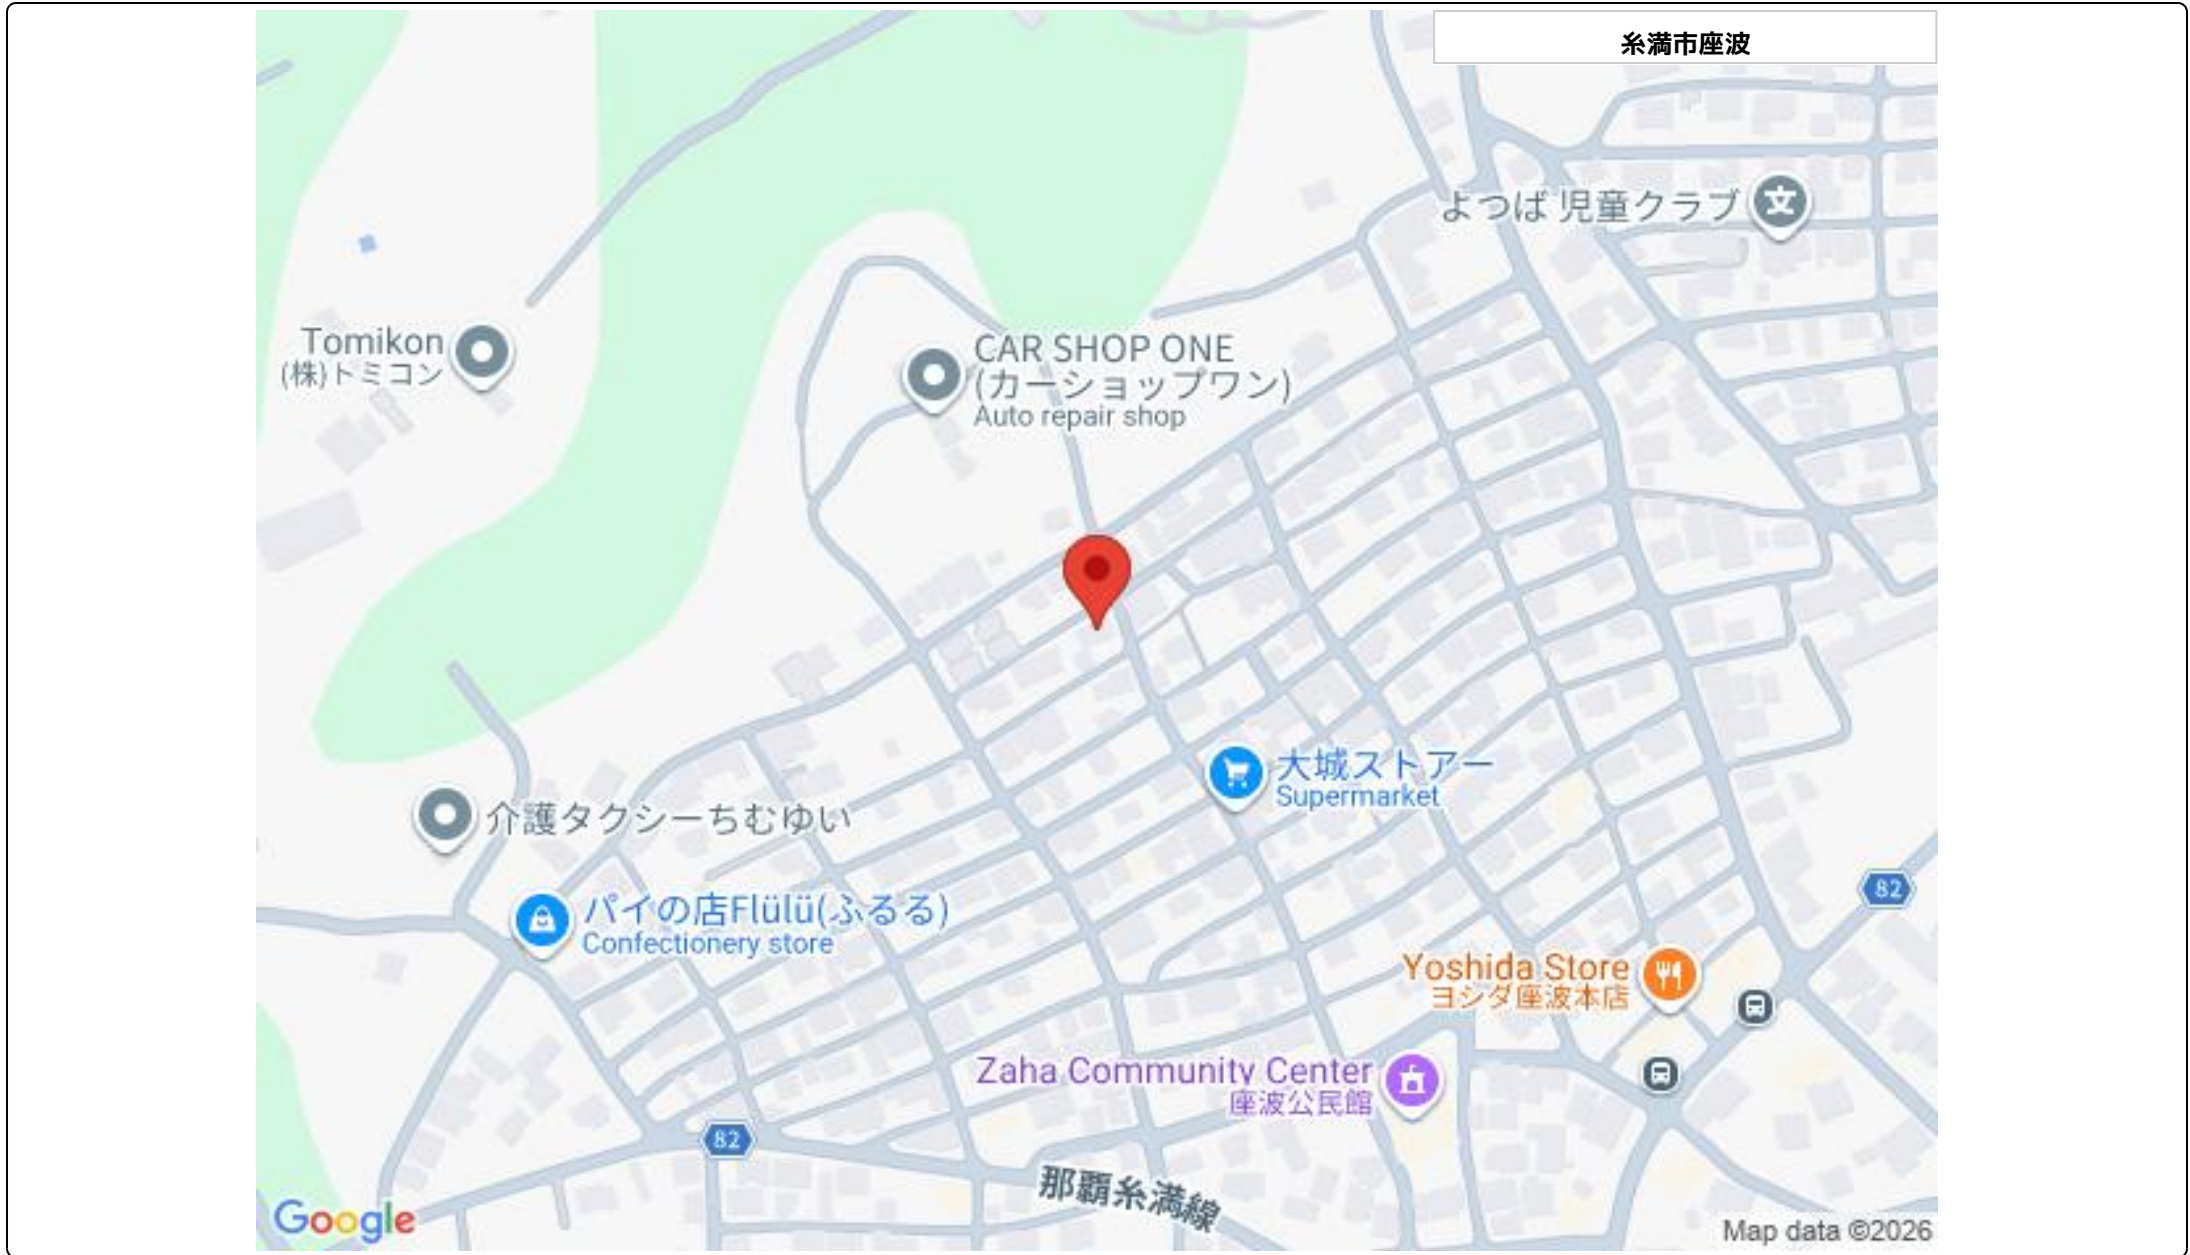 糸満市座波
よつば 児童クラブ
Tomikon
(株)トミコン
CAR SHOP ONE
(カーショップワン)
Auto repair shop
大城ストアー
Supermarket
介護タクシーちむゆい
パイの店Flülü(ふるる)
Confectionery store
82
Yoshida Store
ヨシダ座波本店
Zaha Community Center
座波公民館
82
那覇糸満線
Google
Map data ©2026